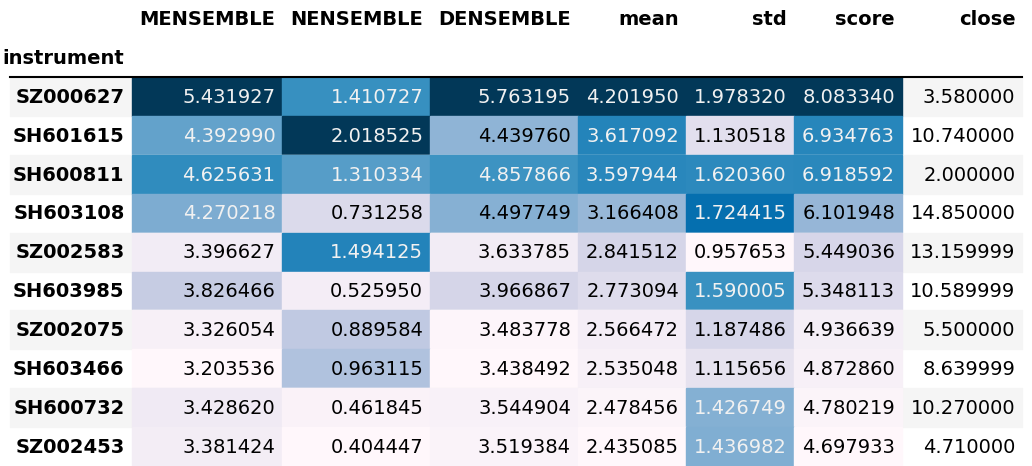 MENSEMBLE NENSEMBLE DENSEMBLE mean std score close
instrument
SZ000627 5.431927 1.410727 5.763195 4.201950 1.978320 8.083340 3.580000
SH601615 4.392990 2.018525 4.439760 3.617092 1.130518 6.934763 10.740000
SH600811 4.625631 1.310334 4.857866 3.597944 1.620360 6.918592 2.000000
SH603108 4.270218 0.731258 4.497749 3.166408 1.724415 6.101948 14.850000
SZ002583 3.396627 1.494125 3.633785 2.841512 0.957653 5.449036 13.159999
SH603985 3.826466 0.525950 3.966867 2.773094 1.590005 5.348113 10.589999
SZ002075 3.326054 0.889584 3.483778 2.566472 1.187486 4.936639 5.500000
SH603466 3.203536 0.963115 3.438492 2.535048 1.115656 4.872860 8.639999
SH600732 3.428620 0.461845 3.544904 2.478456 1.426749 4.780219 10.270000
SZ002453 3.381424 0.404447 3.519384 2.435085 1.436982 4.697933 4.710000